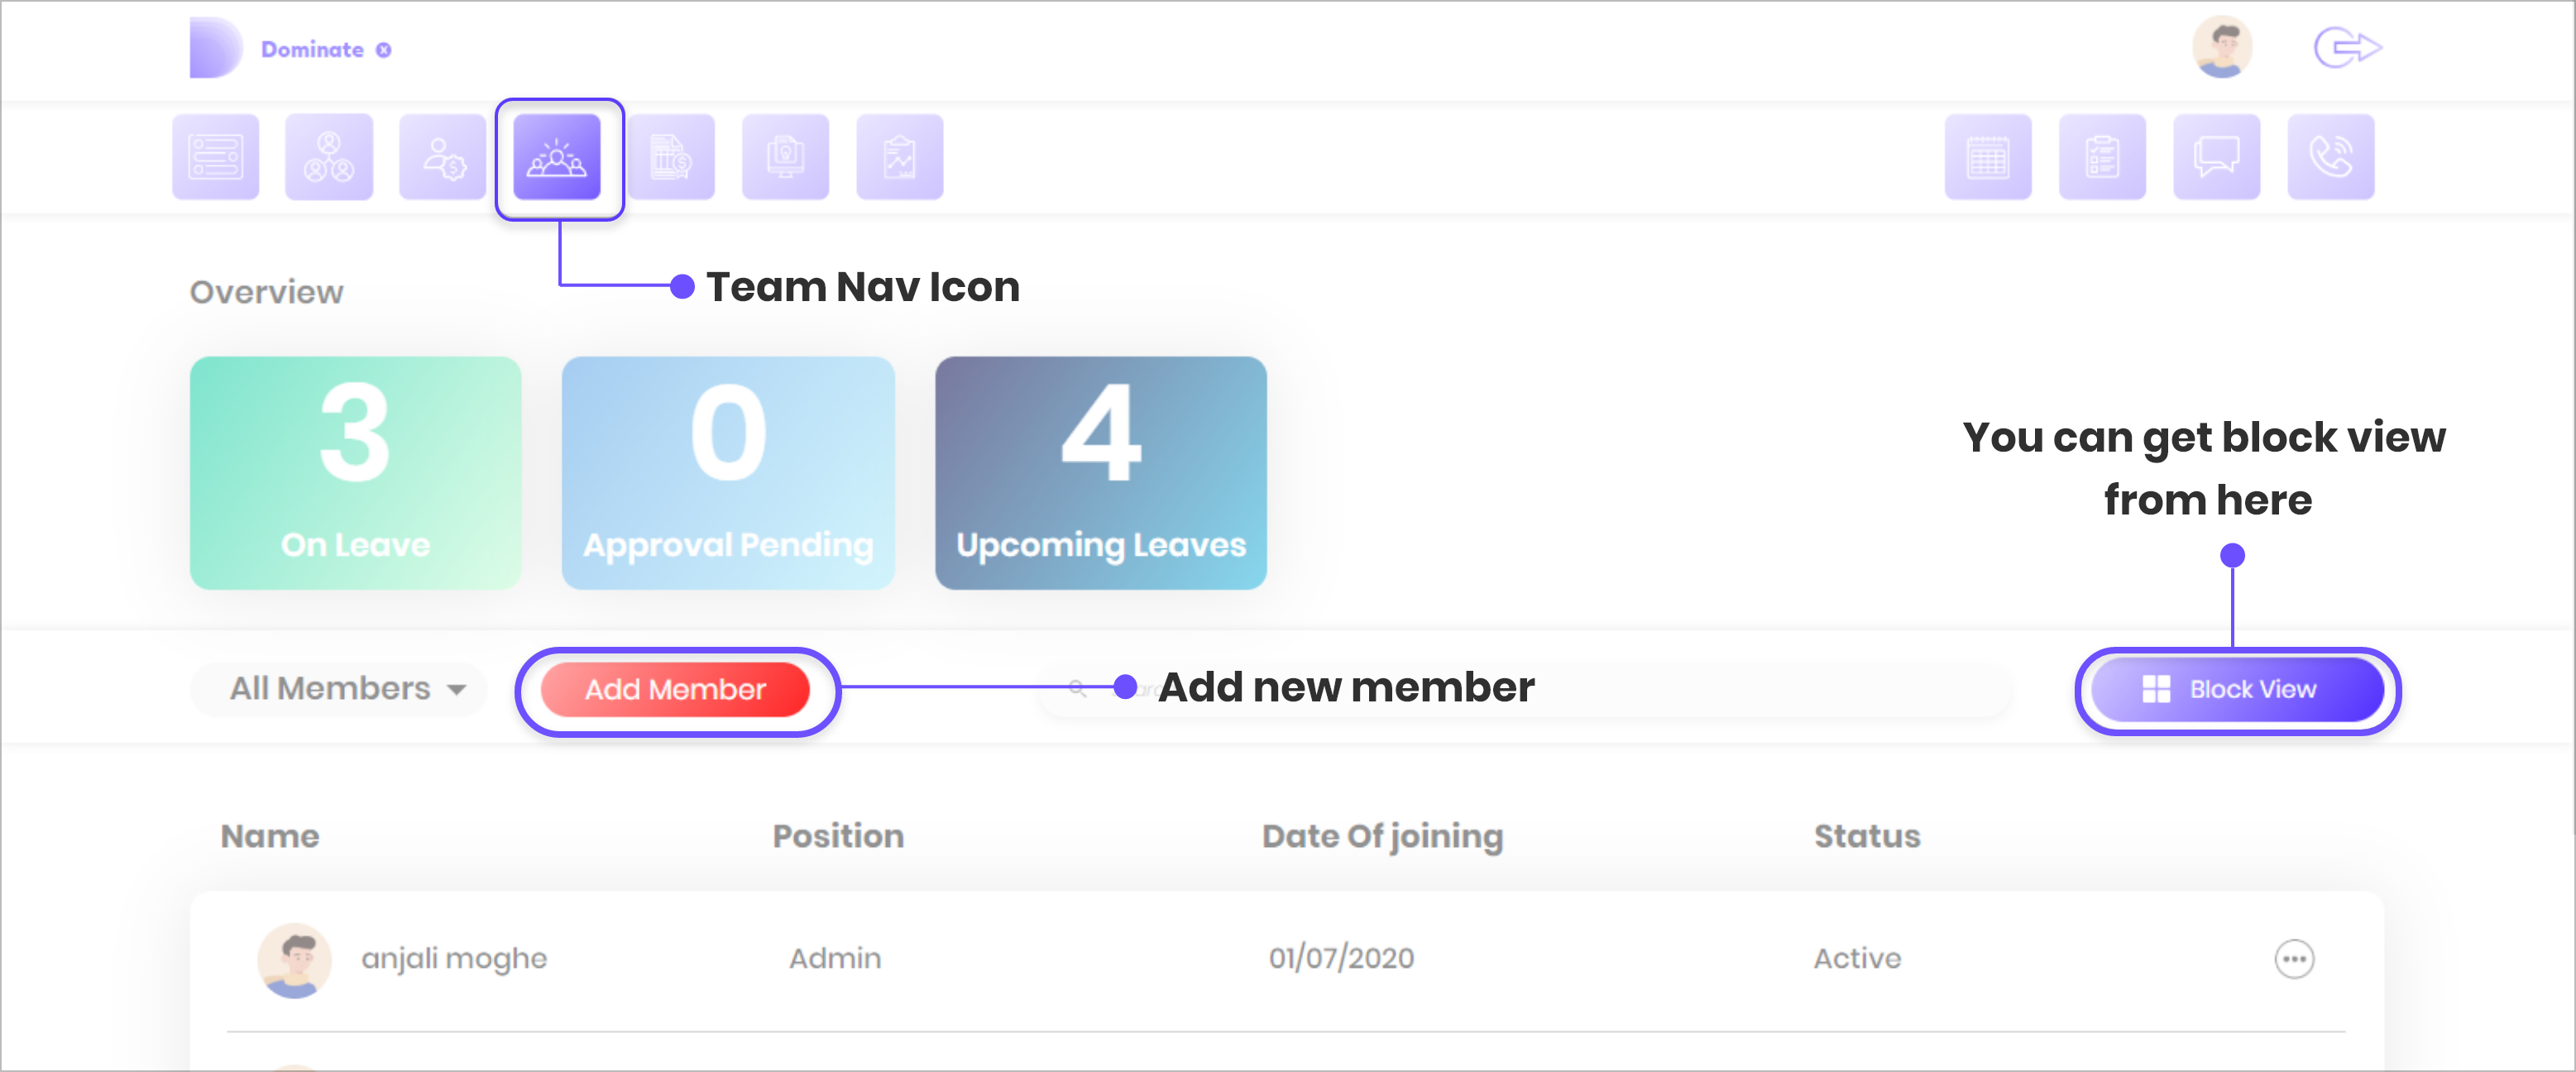 Dominate
Team Nav Icon
Overview
3
On Leave
0
Approval Pending
4
Upcoming Leaves
You can get block view
from here
All Members
Add Member
Add new member
Block View
Name
Position
Date Of joining
Status
anjali moghe
Admin
01/07/2020
Active